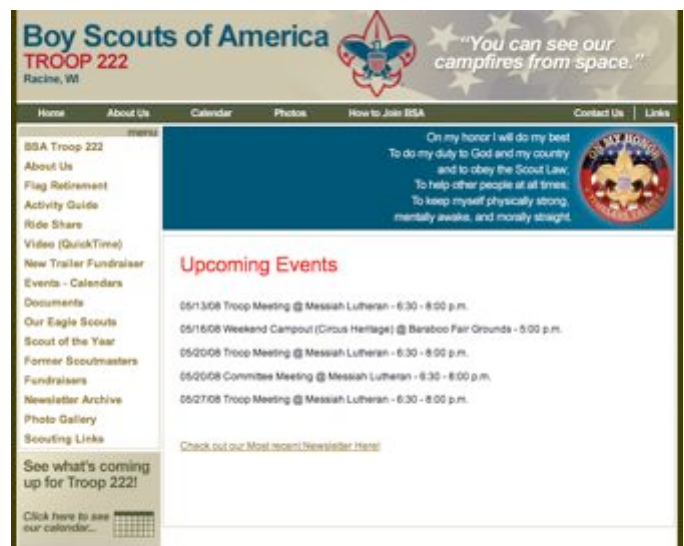 Boy Scouts of America
TROOP 222
Racine, WI
"You can see our
campfires from space."
Home About Us Calendar Photos How to Join BSA Contact Us Links
menu
BSA Troop 222
About Us
Flag Retirement
Activity Guide
Ride Share
Video (QuickTime)
New Trailer Fundraiser
Events - Calendars
Documents
Our Eagle Scouts
Scout of the Year
Former Scoutmasters
Fundraisers
Newsletter Archive
Photo Gallery
Scouting Links
See what's coming
up for Troop 222!
Click here to see
our calendar...
On my honor I will do my best
To do my duty to God and my country
and to obey the Scout Law;
To help other people at all times;
To keep myself physically strong,
mentally awake, and morally straight.
ON MY HONOR
Upcoming Events
05/13/08 Troop Meeting @ Messiah Lutheran - 6:30 - 8:00 p.m.
05/16/08 Weekend Campout (Circus Heritage) @ Baraboo Fair Grounds - 5:00 p.m.
05/20/08 Troop Meeting @ Messiah Lutheran - 6:30 - 8:00 p.m.
05/20/08 Committee Meeting @ Messiah Lutheran - 6:30 - 8:00 p.m.
05/27/08 Troop Meeting @ Messiah Lutheran - 6:30 - 8:00 p.m.
Check out our Most recent Newsletter Here!